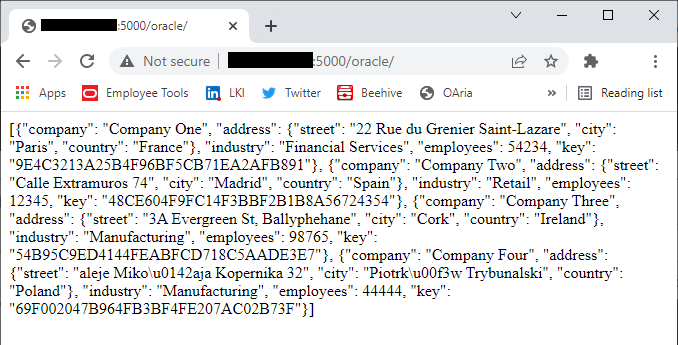 :5000/oracle/
Not secure :5000/oracle/
Apps Employee Tools LKI Twitter Beehive OAria » Reading list
[{"company": "Company One", "address": {"street": "22 Rue du Grenier Saint-Lazare", "city":
"Paris", "country": "France"}, "industry": "Financial Services", "employees": 54234, "key":
"9E4C3213A25B4F96BF5CB71EA2AFB891"}, {"company": "Company Two", "address": {"street":
"Calle Extramuros 74", "city": "Madrid", "country": "Spain"}, "industry": "Retail", "employees":
12345, "key": "48CE604F9FC14F3BBF2B1B8A56724354"}, {"company": "Company Three",
"address": {"street": "3A Evergreen St, Ballyphehane", "city": "Cork", "country": "Ireland"},
"industry": "Manufacturing", "employees": 98765, "key":
"54B95C9ED4144FEABFCD718C5AADE3E7"}, {"company": "Company Four", "address":
{"street": "aleje Miko\u0142aja Kopernika 32", "city": "Piotrk\u00f3w Trybunalski", "country":
"Poland"}, "industry": "Manufacturing", "employees": 44444, "key":
"69F002047B964FB3BF4FE207AC02B73F"}]